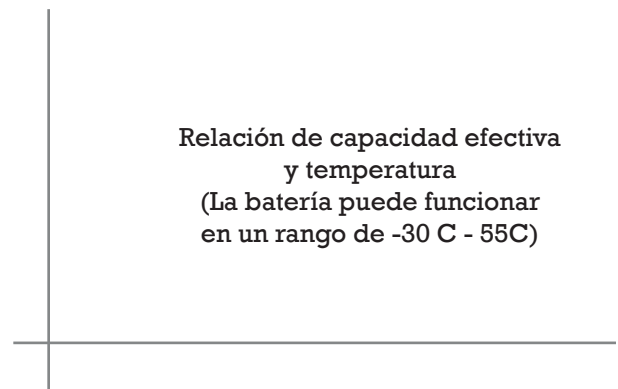 Relación de capacidad efectiva
y temperatura
(La batería puede funcionar
en un rango de -30 C - 55C)